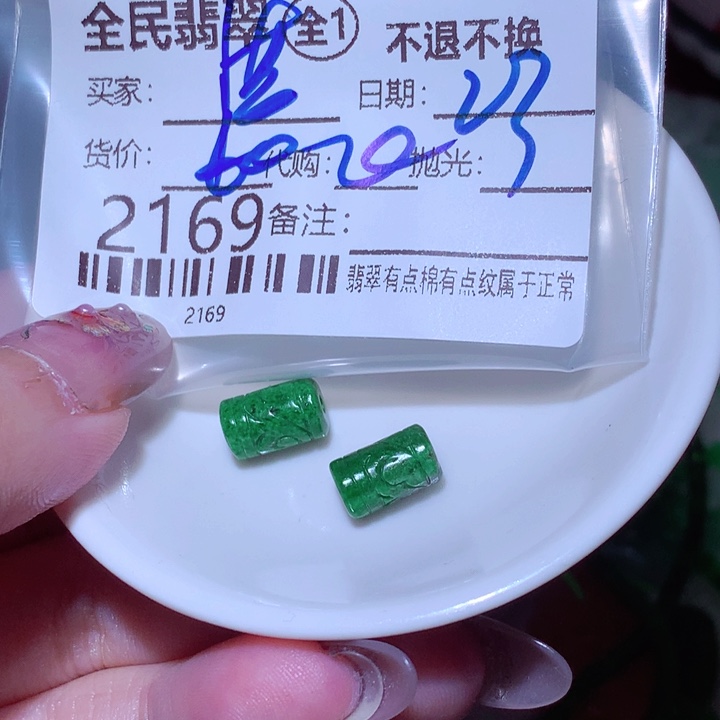 全民翡翠 全1 不退不换
买家： 日期：
货价： 代购： 抛光：
2169 备注：
翡翠有点棉有点纹属于正常
2169